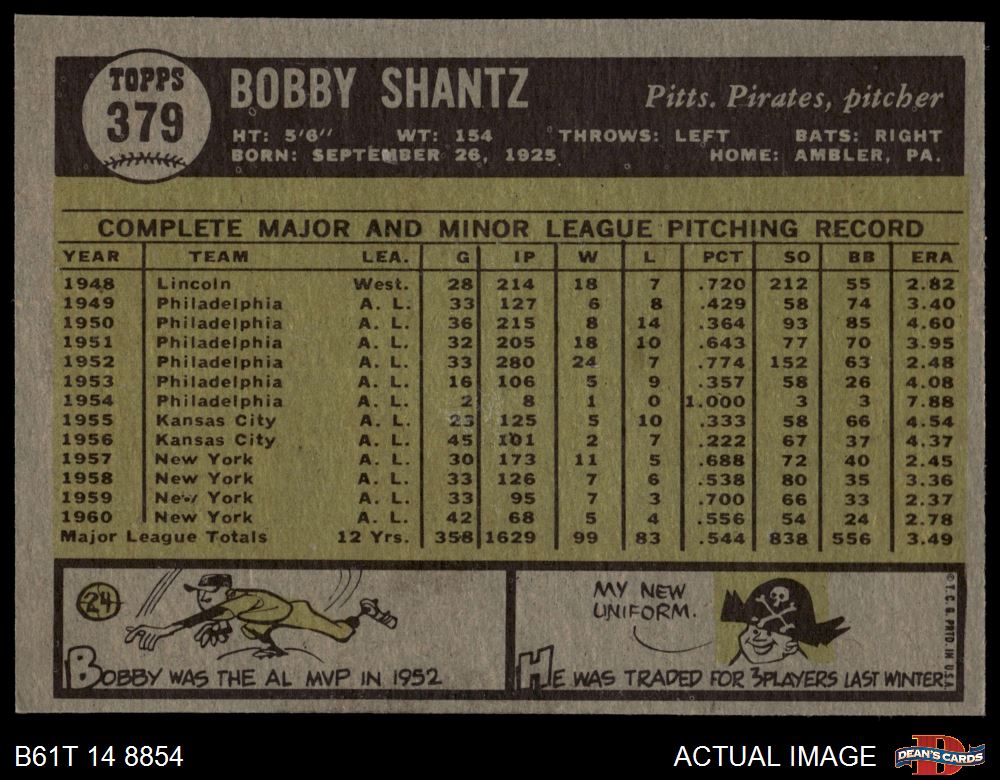 TOPPS
379
BOBBY SHANTZ
Pitts. Pirates, pitcher
HT: 5'6" WT: 154 THROWS: LEFT BATS: RIGHT
BORN: SEPTEMBER 26, 1925 HOME: AMBLER, PA.
COMPLETE MAJOR AND MINOR LEAGUE PITCHING RECORD
YEAR TEAM LEA. G IP W L PCT SO BB ERA
1948 Lincoln West. 28 214 18 7 .720 212 55 2.82
1949 Philadelphia A. L. 33 127 6 8 .429 58 74 3.40
1950 Philadelphia A. L. 36 215 8 14 .364 93 85 4.60
1951 Philadelphia A. L. 32 205 18 10 .643 77 70 3.95
1952 Philadelphia A. L. 33 280 24 7 .774 152 63 2.48
1953 Philadelphia A. L. 16 106 5 9 .357 58 26 4.08
1954 Philadelphia A. L. 2 8 1 0 1.000 3 3 7.88
1955 Kansas City A. L. 23 125 5 10 .333 58 66 4.54
1956 Kansas City A. L. 45 101 2 7 .222 67 37 4.37
1957 New York A. L. 30 173 11 5 .688 72 40 2.45
1958 New York A. L. 33 126 7 6 .538 80 35 3.36
1959 New York A. L. 33 95 7 3 .700 66 33 2.37
1960 New York A. L. 42 68 5 4 .556 54 24 2.78
Major League Totals 12 Yrs. 358 1629 99 83 .544 838 556 3.49
24
BOBBY WAS THE AL MVP IN 1952
MY NEW
UNIFORM.
HE WAS TRADED FOR 3 PLAYERS LAST WINTER.
© T.C.G. PRTD IN U.S.A.
B61T 14 8854
ACTUAL IMAGE
DEAN'S CARDS